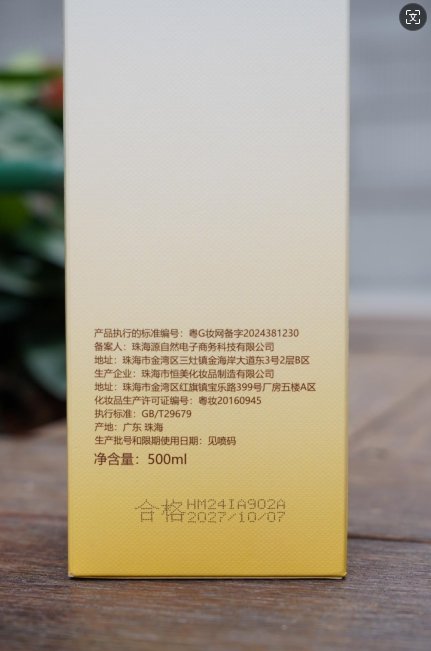 产品执行的标准编号：粤G妆网备字2024381230
备案人：珠海源自然电子商务科技有限公司
地址：珠海市金湾区三灶镇金海岸大道东3号2层B区
生产企业：珠海市恒美化妆品制造有限公司
地址：珠海市金湾区红旗镇宝乐路399号厂房五楼A区
化妆品生产许可证编号：粤妆20160945
执行标准：GB/T29679
产地：广东 珠海
生产批号和限期使用日期：见喷码
净含量：500ml
合格 HM24IA902A
2027/10/07